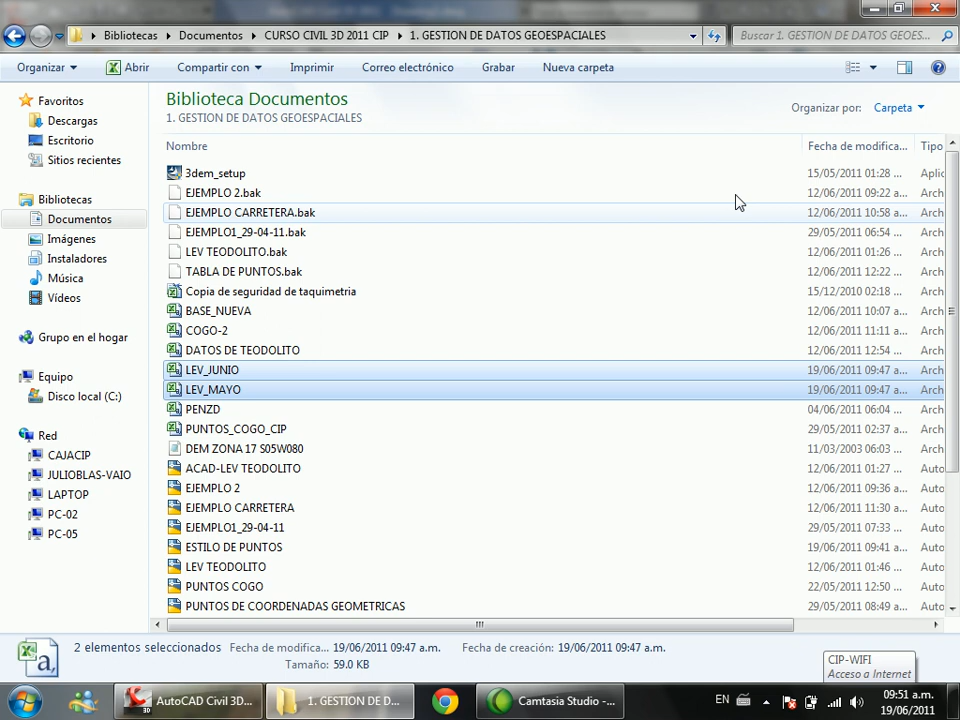 Bibliotecas ▸ Documentos ▸ CURSO CIVIL 3D 2011 CIP ▸ 1. GESTION DE DATOS GEOESPACIALES
Buscar 1. GESTION DE DATOS GEOES...
Organizar Abrir Compartir con Imprimir Correo electrónico Grabar Nueva carpeta
Biblioteca Documentos
1. GESTION DE DATOS GEOESPACIALES
Organizar por: Carpeta
Favoritos
Descargas
Escritorio
Sitios recientes
Bibliotecas
Documentos
Imágenes
Instaladores
Música
Vídeos
Grupo en el hogar
Equipo
Disco local (C:)
Red
CAJACIP
JULIOBLAS-VAIO
LAPTOP
PC-02
PC-05
Nombre Fecha de modifica... Tipo
3dem_setup 15/05/2011 01:28 ... Aplic
EJEMPLO 2.bak 12/06/2011 09:22 ... Arch
EJEMPLO CARRETERA.bak 12/06/2011 10:58 ... Arch
EJEMPLO1_29-04-11.bak 29/05/2011 06:54 ... Arch
LEV TEODOLITO.bak 12/06/2011 01:26 ... Arch
TABLA DE PUNTOS.bak 12/06/2011 12:22 ... Arch
Copia de seguridad de taquimetria 15/12/2010 02:18 ... Arch
BASE_NUEVA 12/06/2011 10:07 ... Arch
COGO-2 12/06/2011 11:11 ... Arch
DATOS DE TEODOLITO 12/06/2011 12:54 ... Arch
LEV_JUNIO 19/06/2011 09:47 a... Arch
LEV_MAYO 19/06/2011 09:47 a... Arch
PENZD 04/06/2011 06:04 ... Arch
PUNTOS_COGO_CIP 29/05/2011 02:37 ... Arch
DEM ZONA 17 S05W080 11/03/2003 06:03 ... Arch
ACAD-LEV TEODOLITO 12/06/2011 01:27 ... Auto
EJEMPLO 2 12/06/2011 09:36 ... Auto
EJEMPLO CARRETERA 12/06/2011 11:30 ... Auto
EJEMPLO1_29-04-11 29/05/2011 07:33 ... Auto
ESTILO DE PUNTOS 19/06/2011 09:41 a... Auto
LEV TEODOLITO 12/06/2011 01:46 ... Auto
PUNTOS COGO 22/05/2011 12:50 ... Auto
PUNTOS DE COORDENADAS GEOMETRICAS 29/05/2011 08:49 ... Auto
2 elementos seleccionados Fecha de modifica... 19/06/2011 09:47 a.m. Fecha de creación: 19/06/2011 09:47 a.m.
Tamaño: 59.0 KB
CIP-WIFI
Acceso a Internet
AutoCAD Civil 3D... 1. GESTION DE D... Camtasia Studio -... EN 09:51 a.m.
19/06/2011